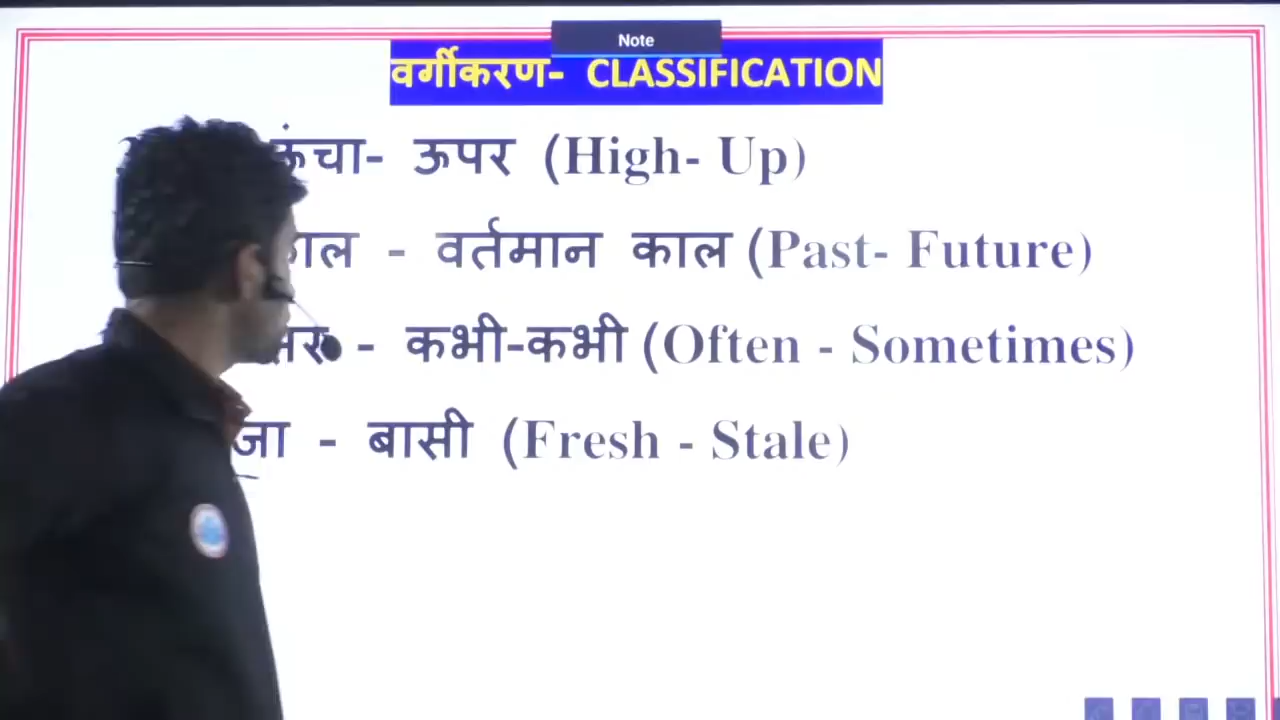 Note
वर्गीकरण- CLASSIFICATION
ऊंचा- ऊपर (High- Up)
- वर्तमान काल (Past- Future)
- कभी-कभी (Often - Sometimes)
- बासी (Fresh - Stale)